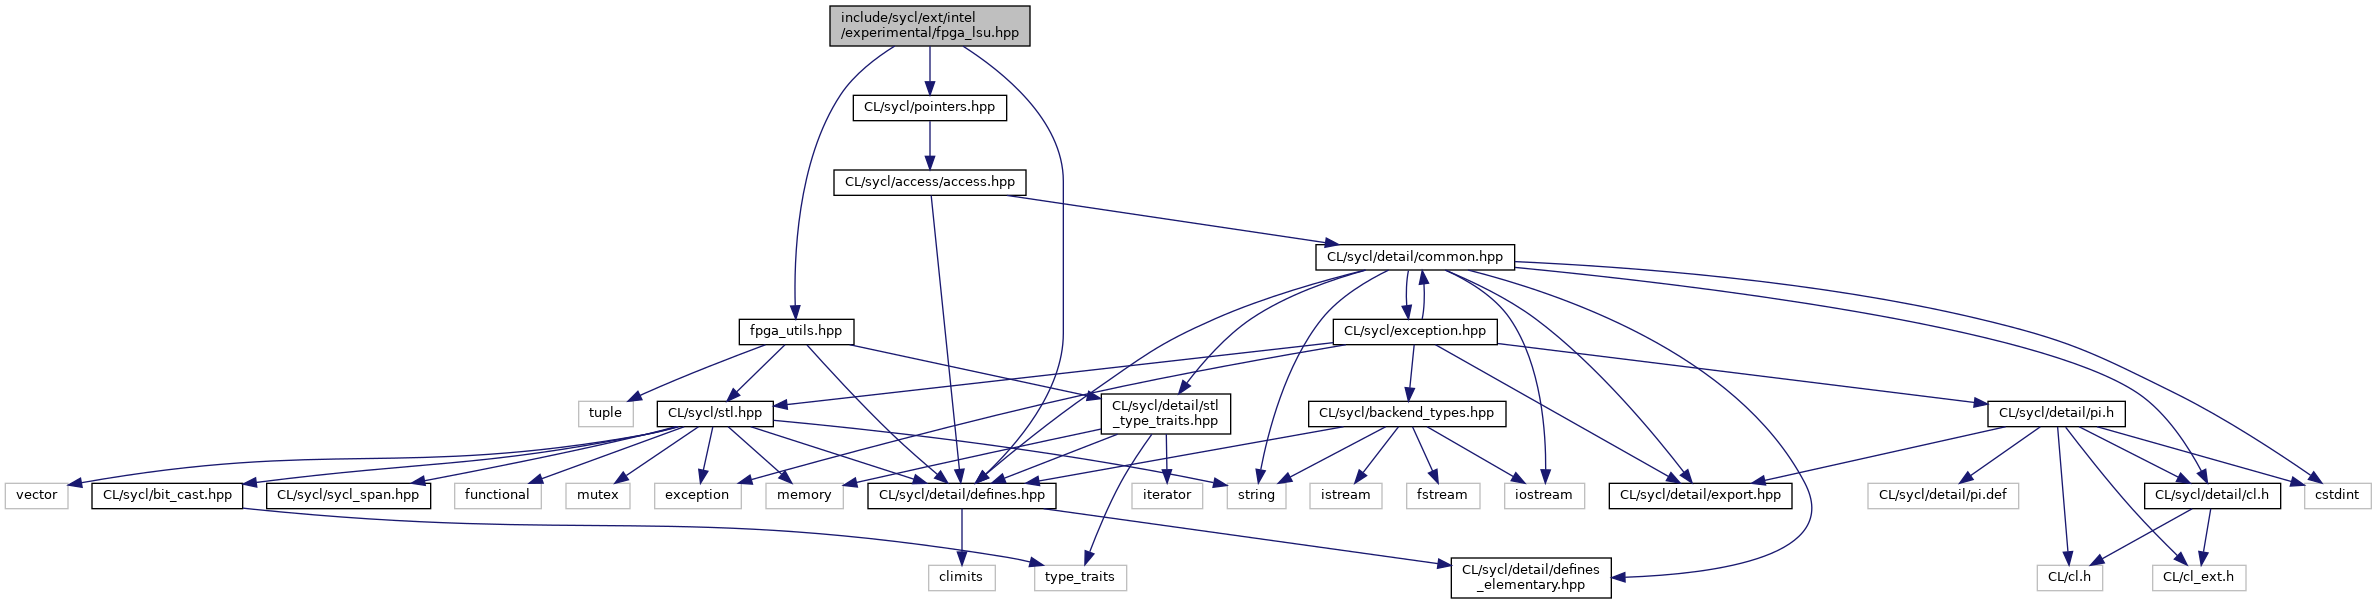 include/sycl/ext/intel
/experimental/fpga_lsu.hpp
CL/sycl/pointers.hpp
CL/sycl/access/access.hpp
CL/sycl/detail/common.hpp
fpga_utils.hpp
CL/sycl/exception.hpp
tuple
CL/sycl/stl.hpp
CL/sycl/detail/stl
_type_traits.hpp
CL/sycl/backend_types.hpp
CL/sycl/detail/pi.h
vector
CL/sycl/bit_cast.hpp
CL/sycl/sycl_span.hpp
functional
mutex
exception
memory
CL/sycl/detail/defines.hpp
iterator
string
istream
fstream
iostream
CL/sycl/detail/export.hpp
CL/sycl/detail/pi.def
CL/sycl/detail/cl.h
cstdint
climits
type_traits
CL/sycl/detail/defines
_elementary.hpp
CL/cl.h
CL/cl_ext.h